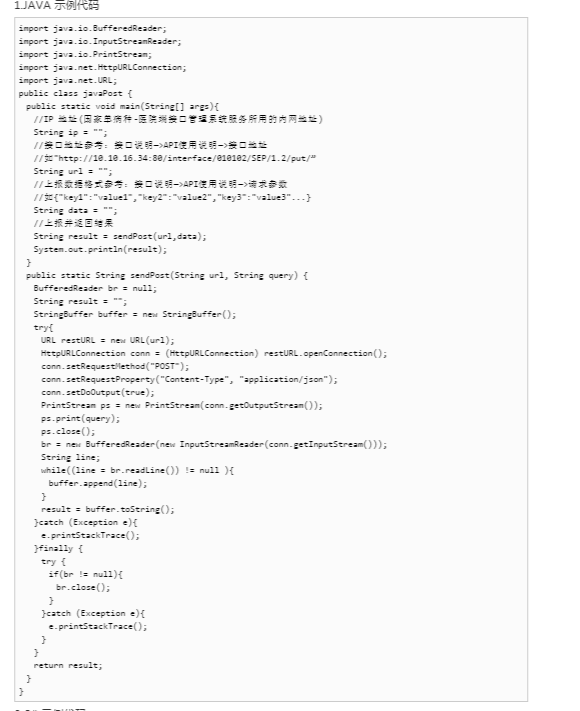 1.JAVA 示例代码
import java.io.BufferedReader;
import java.io.InputStreamReader;
import java.io.PrintStream;
import java.net.HttpURLConnection;
import java.net.URL;
public class javaPost {
public static void main(String[] args){
//IP 地址(国家单病种-医院端接口管理系统服务所用的内网地址)
String ip = "";
//接口地址参考: 接口说明->API使用说明->接口地址
//如"http://10.10.16.34:80/interface/010102/SEP/1.2/put/"
String url = "";
//上报数据格式参考: 接口说明->API使用说明->请求参数
//如{"key1":"value1","key2":"value2","key3":"value3"...}
String data = "";
//上报并返回结果
String result = sendPost(url,data);
System.out.println(result);
}
public static String sendPost(String url, String query) {
BufferedReader br = null;
String result = "";
StringBuffer buffer = new StringBuffer();
try{
URL restURL = new URL(url);
HttpURLConnection conn = (HttpURLConnection) restURL.openConnection();
conn.setRequestMethod("POST");
conn.setRequestProperty("Content-Type", "application/json");
conn.setDoOutput(true);
PrintStream ps = new PrintStream(conn.getOutputStream());
ps.print(query);
ps.close();
br = new BufferedReader(new InputStreamReader(conn.getInputStream()));
String line;
while((line = br.readLine()) != null ){
buffer.append(line);
}
result = buffer.toString();
}catch (Exception e){
e.printStackTrace();
}finally {
try {
if(br != null){
br.close();
}
}catch (Exception e){
e.printStackTrace();
}
}
return result;
}
}